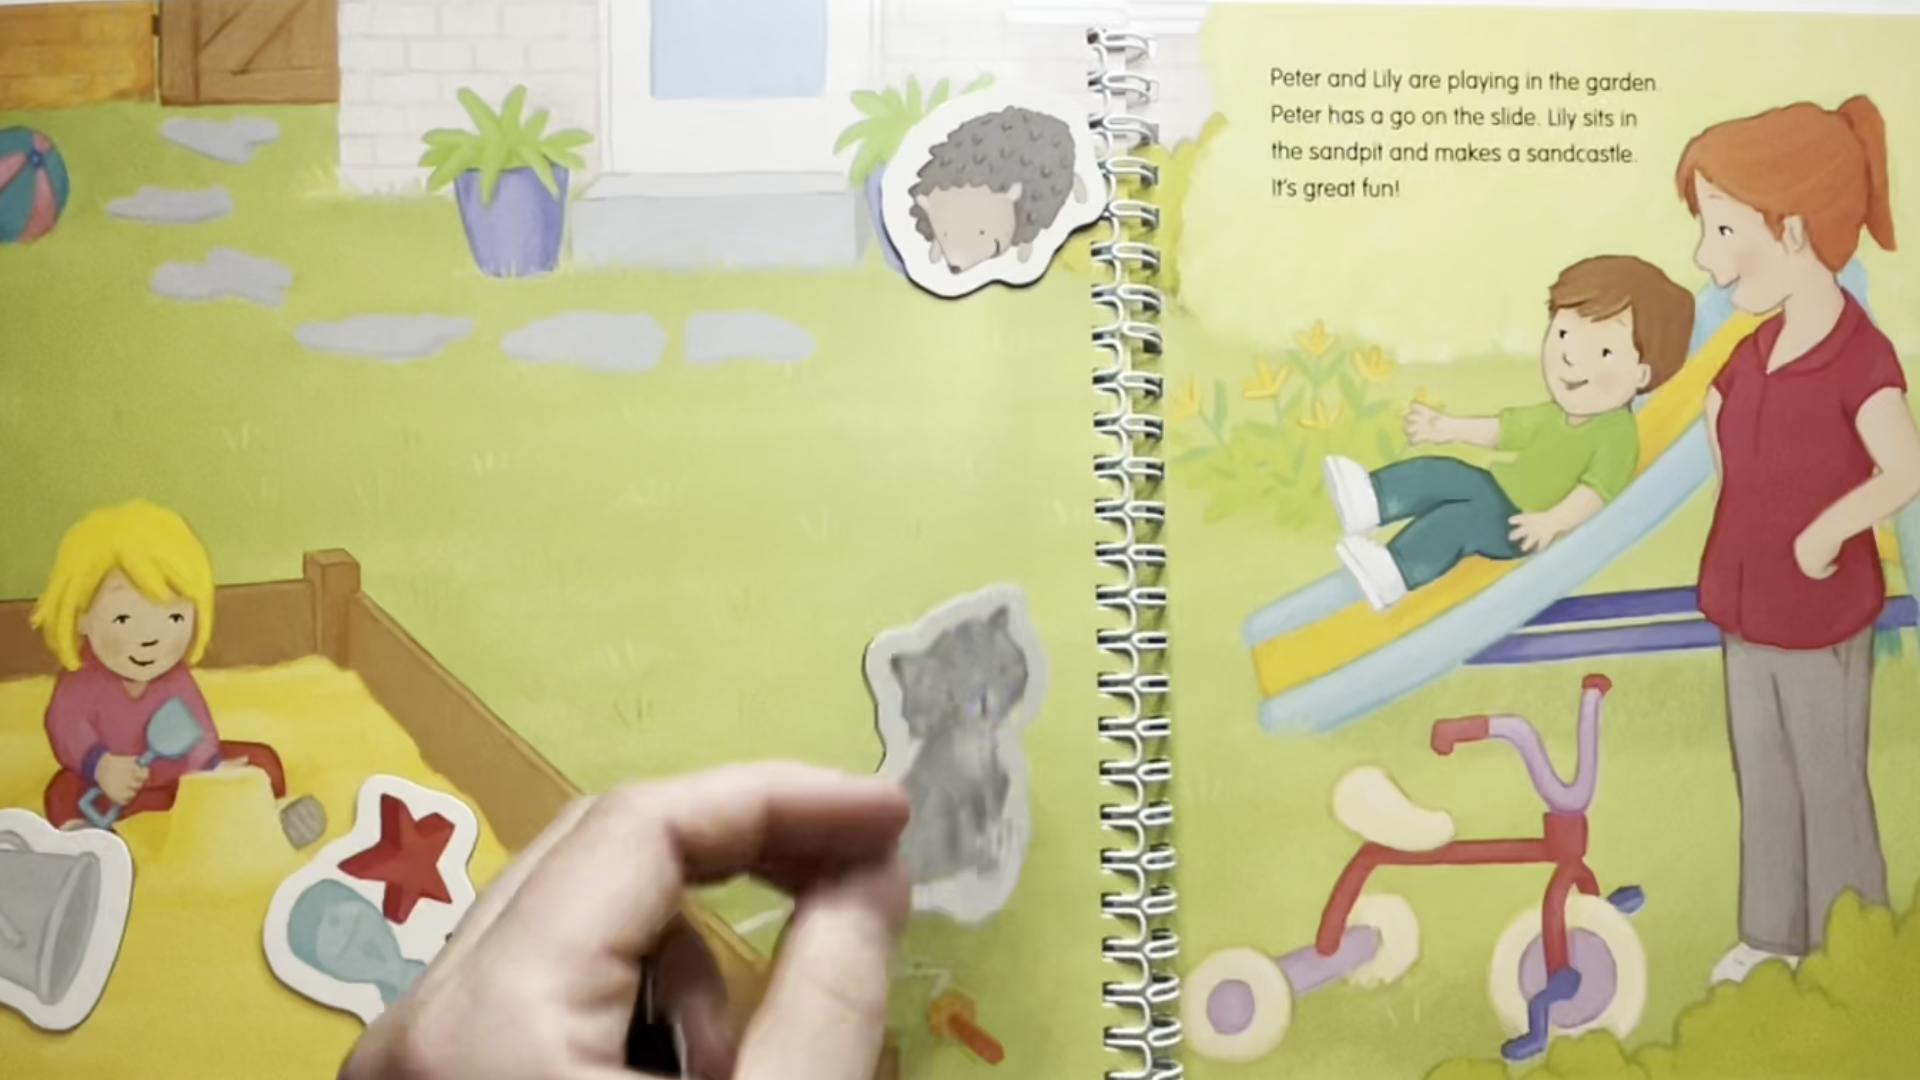 Peter and Lily are playing in the garden.
Peter has a go on the slide. Lily sits in
the sandpit and makes a sandcastle.
It's great fun!